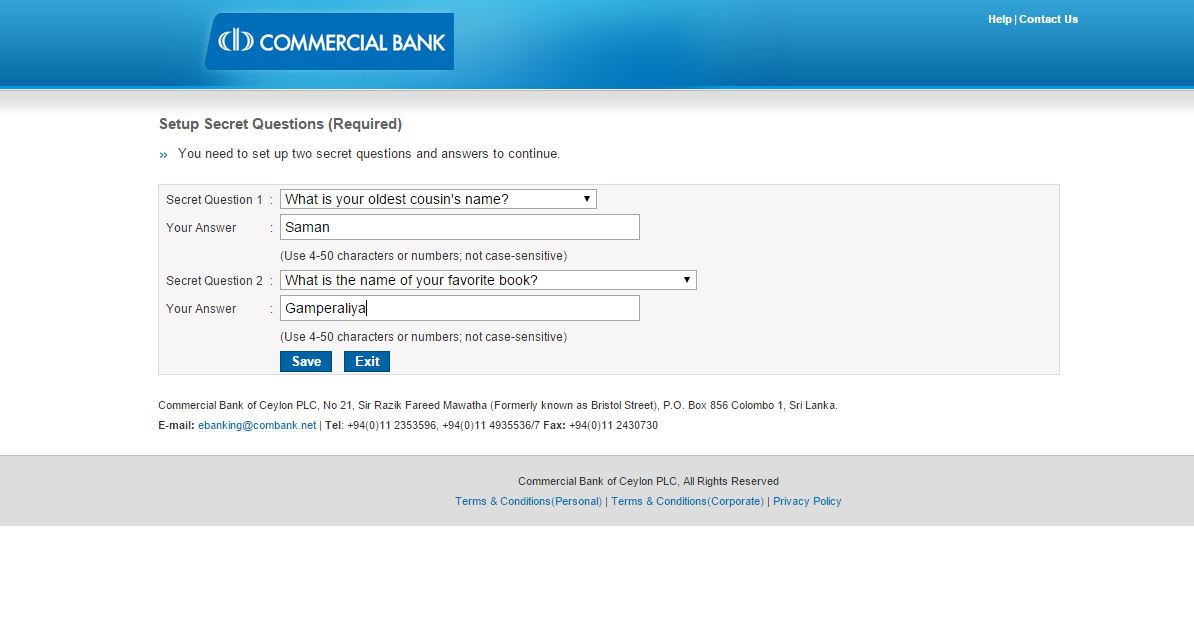 COMMERCIAL BANK
Help | Contact Us
Setup Secret Questions (Required)
» You need to set up two secret questions and answers to continue.
Secret Question 1 : What is your oldest cousin's name?
Your Answer : Saman
(Use 4-50 characters or numbers; not case-sensitive)
Secret Question 2 : What is the name of your favorite book?
Your Answer : Gamperaliya
(Use 4-50 characters or numbers; not case-sensitive)
Save Exit
Commercial Bank of Ceylon PLC, No 21, Sir Razik Fareed Mawatha (Formerly known as Bristol Street), P.O. Box 856 Colombo 1, Sri Lanka.
E-mail: ebanking@combank.net | Tel: +94(0)11 2353596, +94(0)11 4935536/7 Fax: +94(0)11 2430730
Commercial Bank of Ceylon PLC, All Rights Reserved
Terms & Conditions(Personal) | Terms & Conditions(Corporate) | Privacy Policy